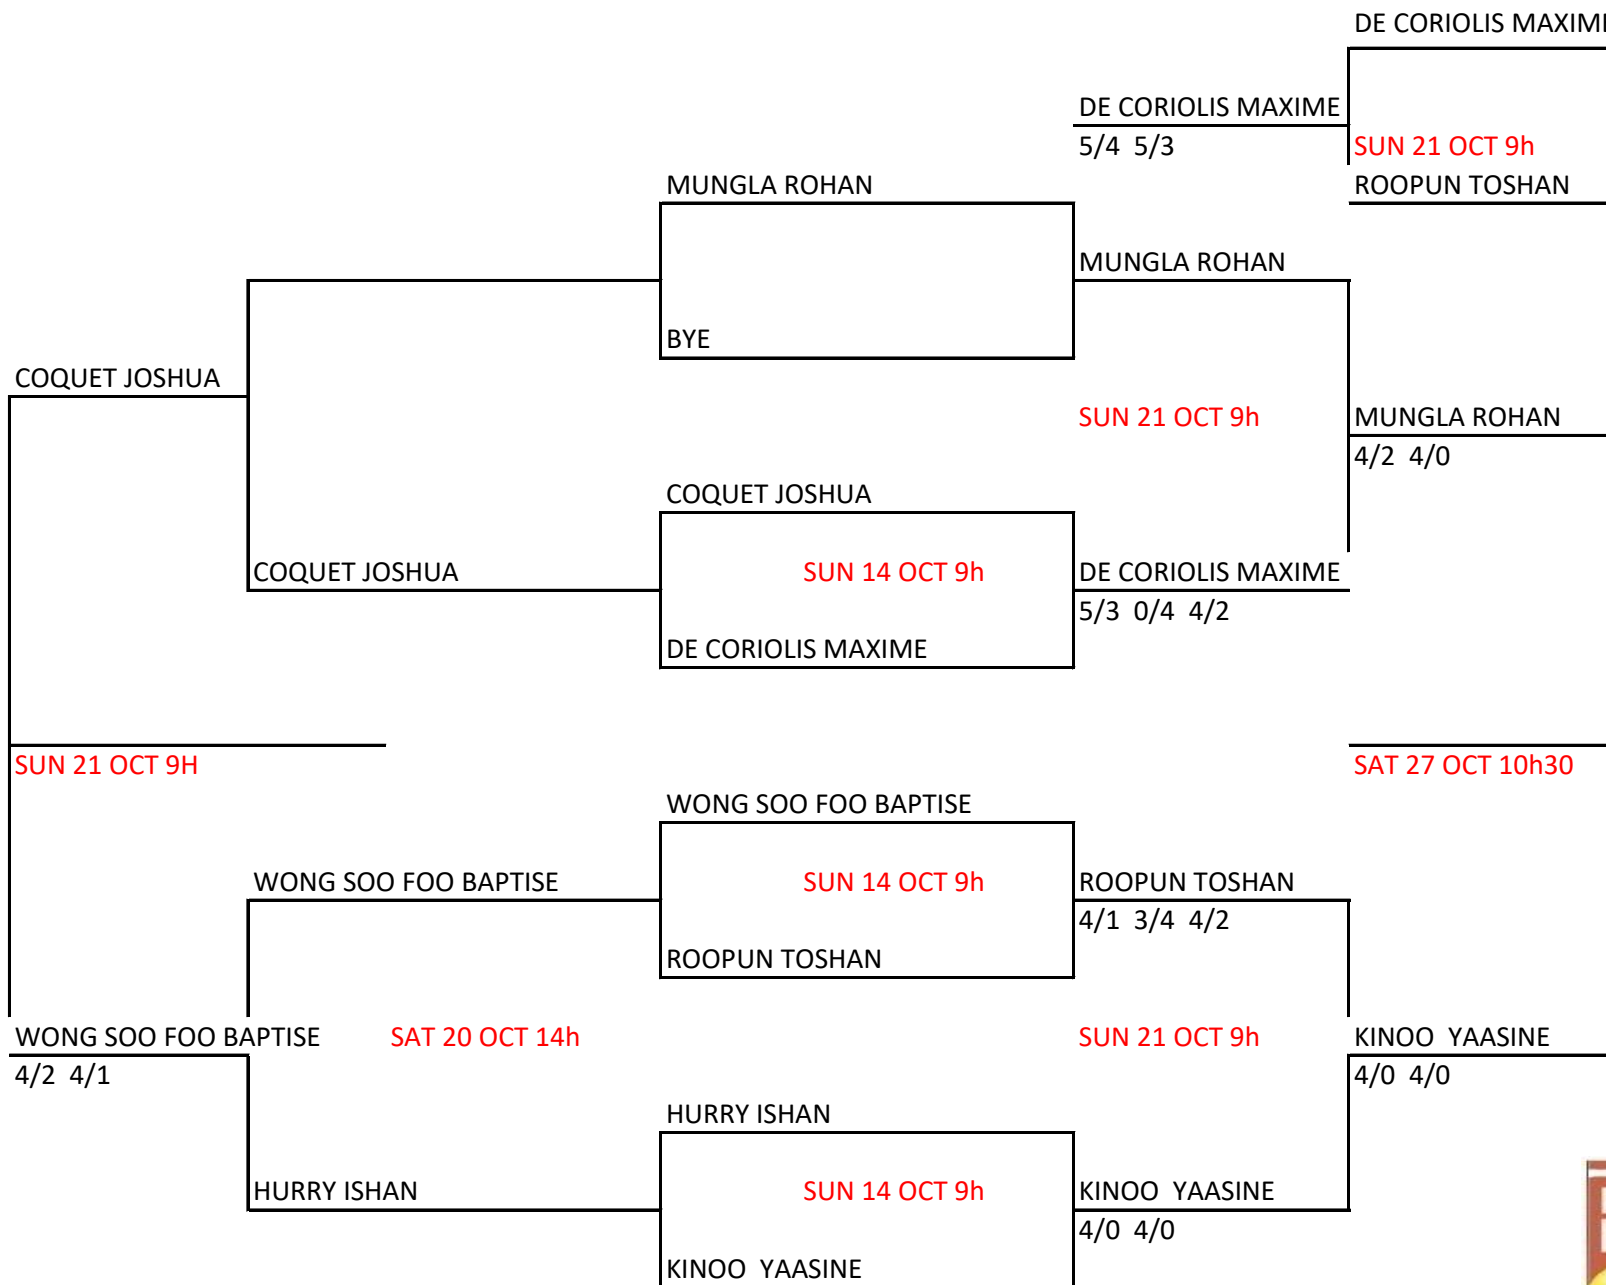 DE CORIOLIS MAXIME
DE CORIOLIS MAXIME
5/4 5/3
SUN 21 OCT 9h
MUNGLA ROHAN
ROOPUN TOSHAN
MUNGLA ROHAN
BYE
COQUET JOSHUA
SUN 21 OCT 9h
MUNGLA ROHAN
4/2 4/0
COQUET JOSHUA
COQUET JOSHUA
SUN 14 OCT 9h
DE CORIOLIS MAXIME
5/3 0/4 4/2
DE CORIOLIS MAXIME
SUN 21 OCT 9H
SAT 27 OCT 10h30
WONG SOO FOO BAPTISE
WONG SOO FOO BAPTISE
SUN 14 OCT 9h
ROOPUN TOSHAN
4/1 3/4 4/2
ROOPUN TOSHAN
WONG SOO FOO BAPTISE
SAT 20 OCT 14h
SUN 21 OCT 9h
KINOO YAASINE
4/2 4/1
4/0 4/0
HURRY ISHAN
HURRY ISHAN
SUN 14 OCT 9h
KINOO YAASINE
4/0 4/0
KINOO YAASINE